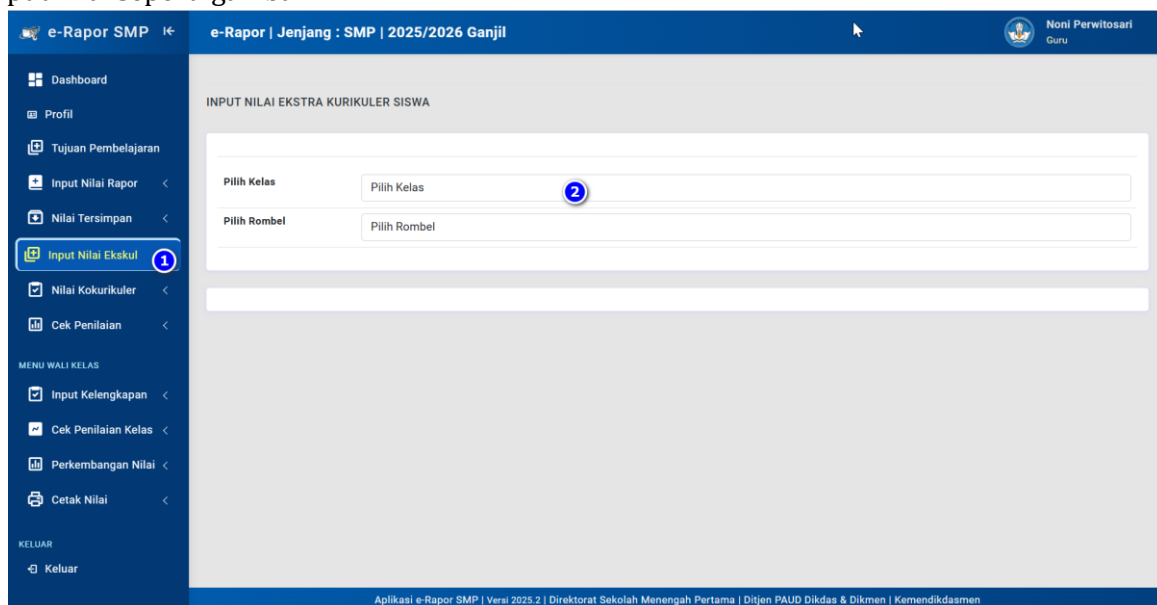 e-Rapor SMP
e-Rapor | Jenjang : SMP | 2025/2026 Ganjil
Noni Perwitosari
Guru
Dashboard
Profil
Tujuan Pembelajaran
Input Nilai Rapor
Nilai Tersimpan
Input Nilai Ekskul
1
Nilai Kokurikuler
Cek Penilaian
MENU WALI KELAS
Input Kelengkapan
Cek Penilaian Kelas
Perkembangan Nilai
Cetak Nilai
KELUAR
Keluar
INPUT NILAI EKSTRA KURIKULER SISWA
Pilih Kelas
Pilih Kelas
2
Pilih Rombel
Pilih Rombel
Aplikasi e-Rapor SMP | Versi 2025.2 | Direktorat Sekolah Menengah Pertama | Ditjen PAUD Dikdas & Dikmen | Kemendikdasmen